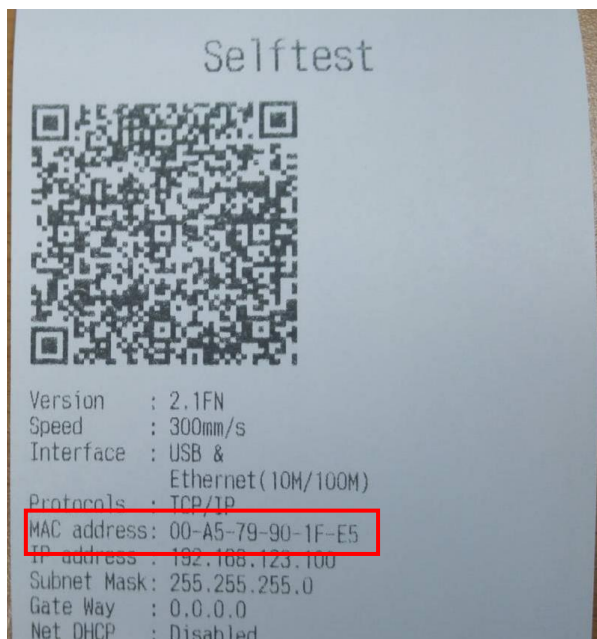 Selftest
Version : 2.1FN
Speed : 300mm/s
Interface : USB &
Ethernet(10M/100M)
Protocols : TCP/IP
MAC address: 00-A5-79-90-1F-E5
IP address : 192.168.123.100
Subnet Mask: 255.255.255.0
Gate Way : 0.0.0.0
Net DHCP : Disabled